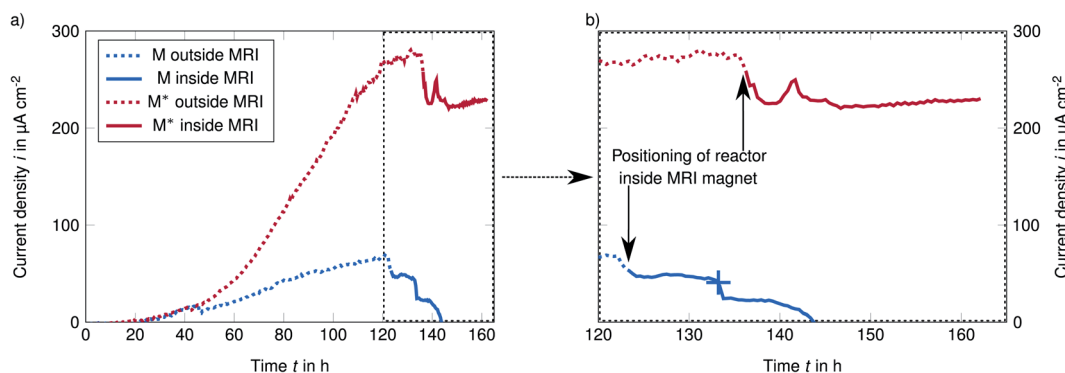 a)
300
200
100
0
Current density i in µA cm-2
M outside MRI
M inside MRI
M* outside MRI
M* inside MRI
0 20 40 60 80 100 120 140 160
Time t in h
b)
300
200
100
0
Current density i in µA cm-2
Positioning of reactor
inside MRI magnet
120 130 140 150 160
Time t in h